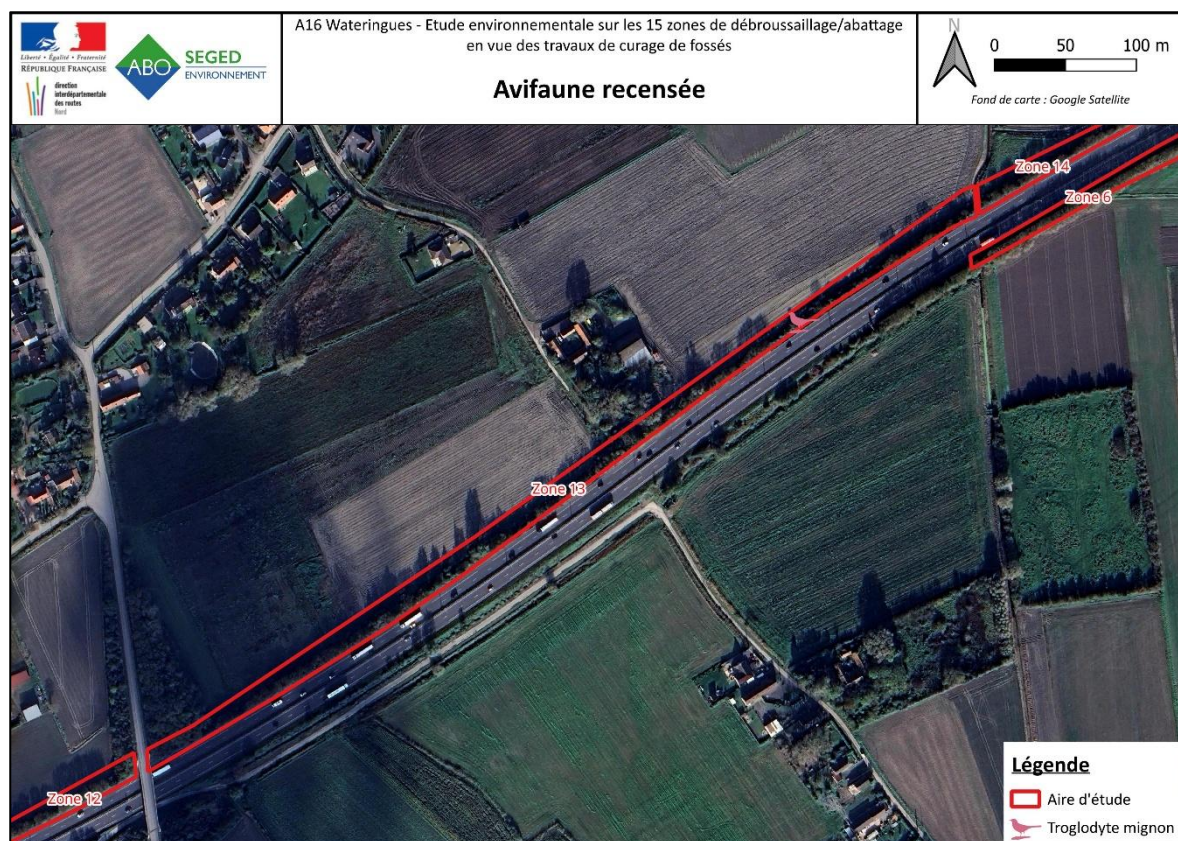 Liberté • Égalité • Fraternité
RÉPUBLIQUE FRANÇAISE
direction
interdépartementale
des routes
Nord
ABO
SEGED
ENVIRONNEMENT
A16 Wateringues - Etude environnementale sur les 15 zones de débroussaillage/abattage
en vue des travaux de curage de fossés
Avifaune recensée
N
0 50 100 m
Fond de carte : Google Satellite
Zone 14
Zone 6
Zone 13
Zone 12
Légende
Aire d'étude
Troglodyte mignon